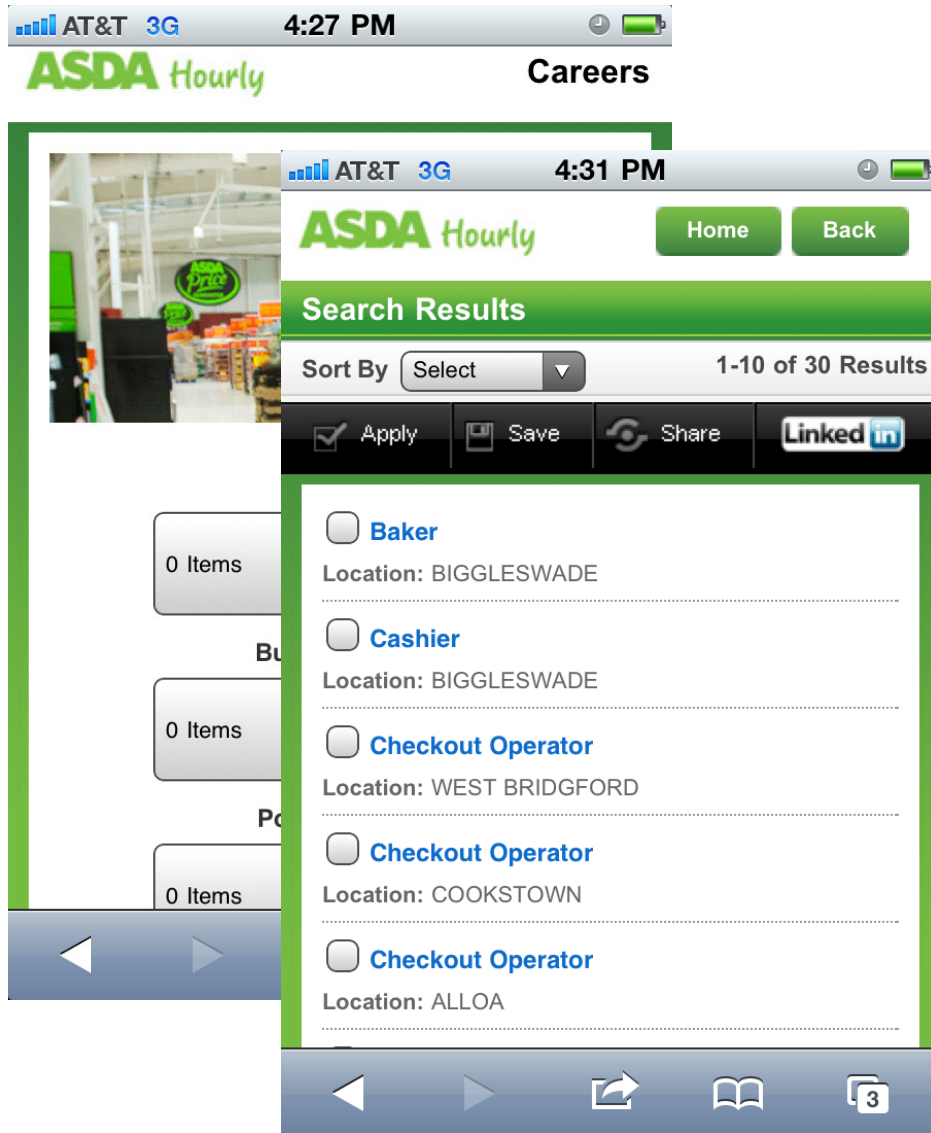 AT&T 3G 4:27 PM
ASDA Hourly Careers
ASDA
Price
0 Items
0 Items
0 Items
AT&T 3G 4:31 PM
ASDA Hourly Home Back
Search Results
Sort By Select 1-10 of 30 Results
Apply Save Share Linked in
Baker
Location: BIGGLESWADE
Cashier
Location: BIGGLESWADE
Checkout Operator
Location: WEST BRIDGFORD
Checkout Operator
Location: COOKSTOWN
Checkout Operator
Location: ALLOA
3